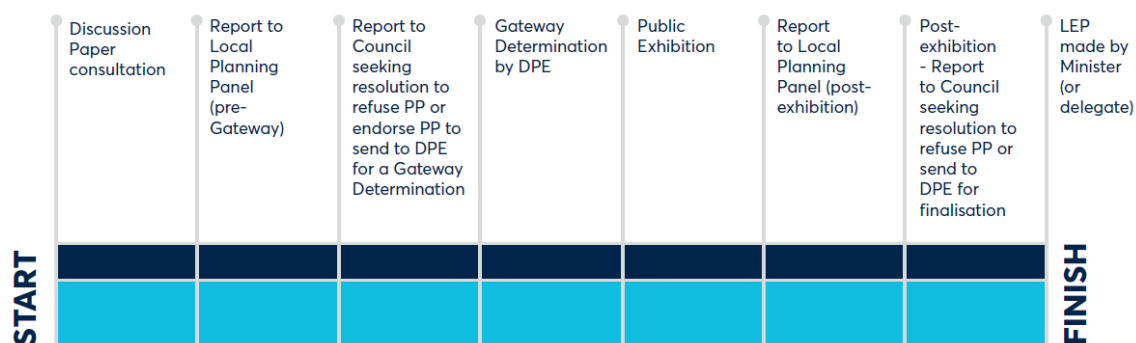 START
Discussion
Paper
consultation
Report to
Local
Planning
Panel
(pre-
Gateway)
Report to
Council
seeking
resolution to
refuse PP or
endorse PP to
send to DPE
for a Gateway
Determination
Gateway
Determination
by DPE
Public
Exhibition
Report
to Local
Planning
Panel (post-
exhibition)
Post-
exhibition
- Report
to Council
seeking
resolution to
refuse PP or
send to
DPE for
finalisation
LEP
made by
Minister
(or
delegate)
FINISH